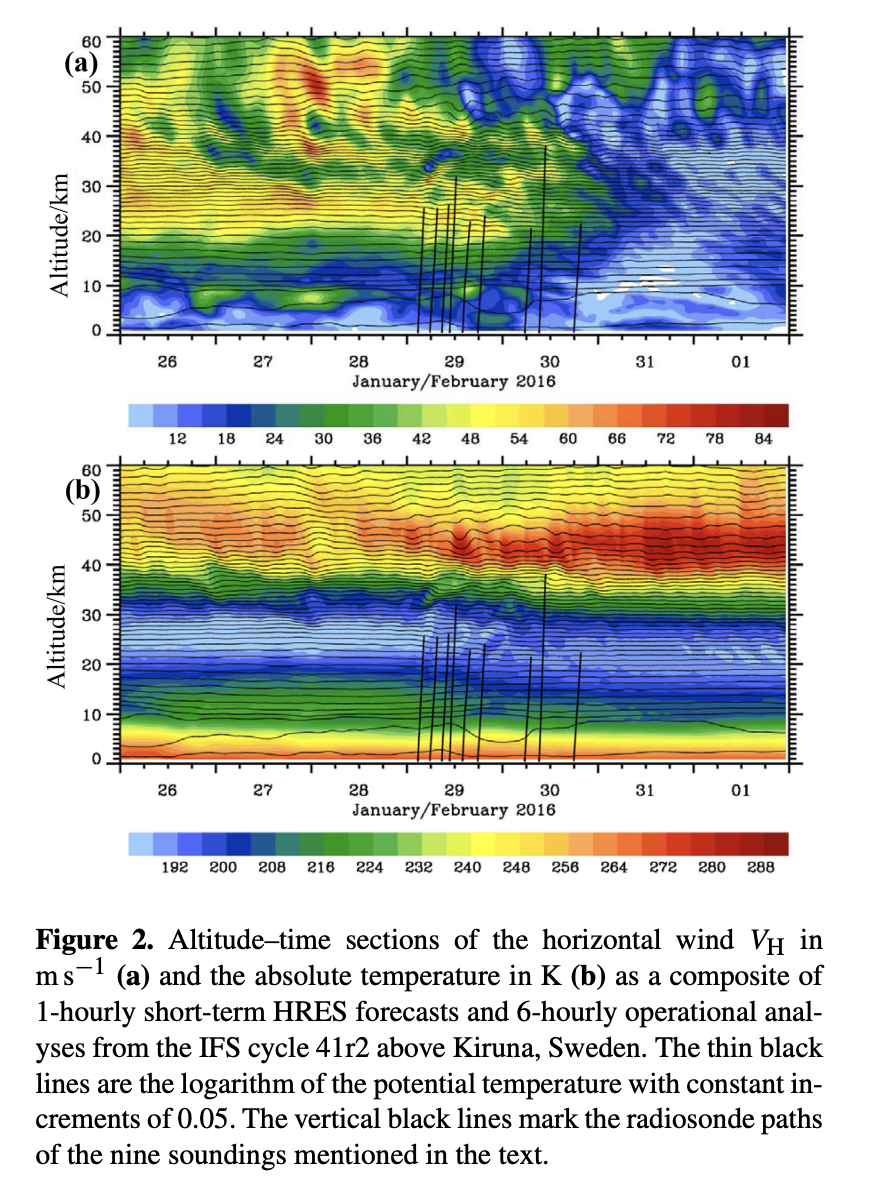 (a)
60
50
40
30
20
10
0
Altitude/km
26 27 28 29 30 31 01
January/February 2016
12 18 24 30 36 42 48 54 60 66 72 78 84
(b)
60
50
40
30
20
10
0
Altitude/km
26 27 28 29 30 31 01
January/February 2016
192 200 208 216 224 232 240 248 256 264 272 280 288
Figure 2. Altitude–time sections of the horizontal wind VH in
m s−1 (a) and the absolute temperature in K (b) as a composite of
1-hourly short-term HRES forecasts and 6-hourly operational anal-
yses from the IFS cycle 41r2 above Kiruna, Sweden. The thin black
lines are the logarithm of the potential temperature with constant in-
crements of 0.05. The vertical black lines mark the radiosonde paths
of the nine soundings mentioned in the text.